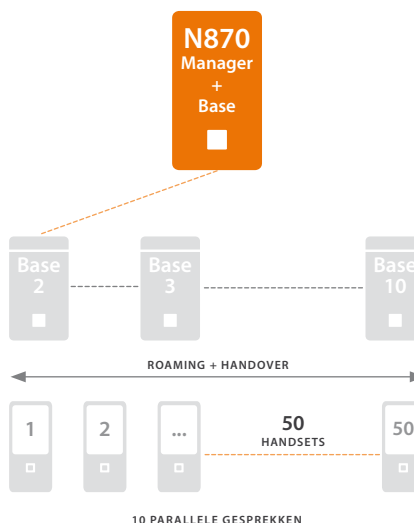 N870
Manager
+
Base
Base
2
Base
3
Base
10
ROAMING + HANDOVER
1
2
...
50
HANDSETS
50
10 PARALLELE GESPREKKEN